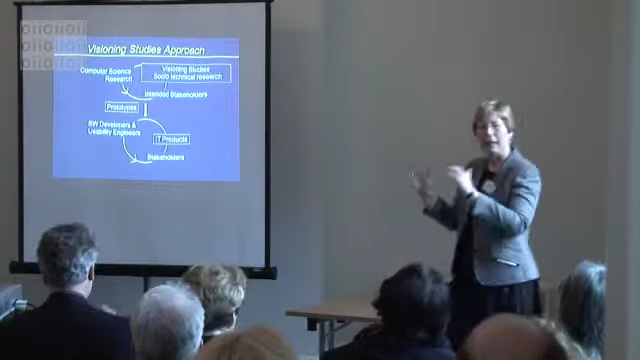 Visioning Studies Approach
Computer Science
Research
Visioning Studies
Socio technical research
Intended Stakeholders
Prototypes
SW Developers &
Usability Engineers
IT Products
Stakeholders